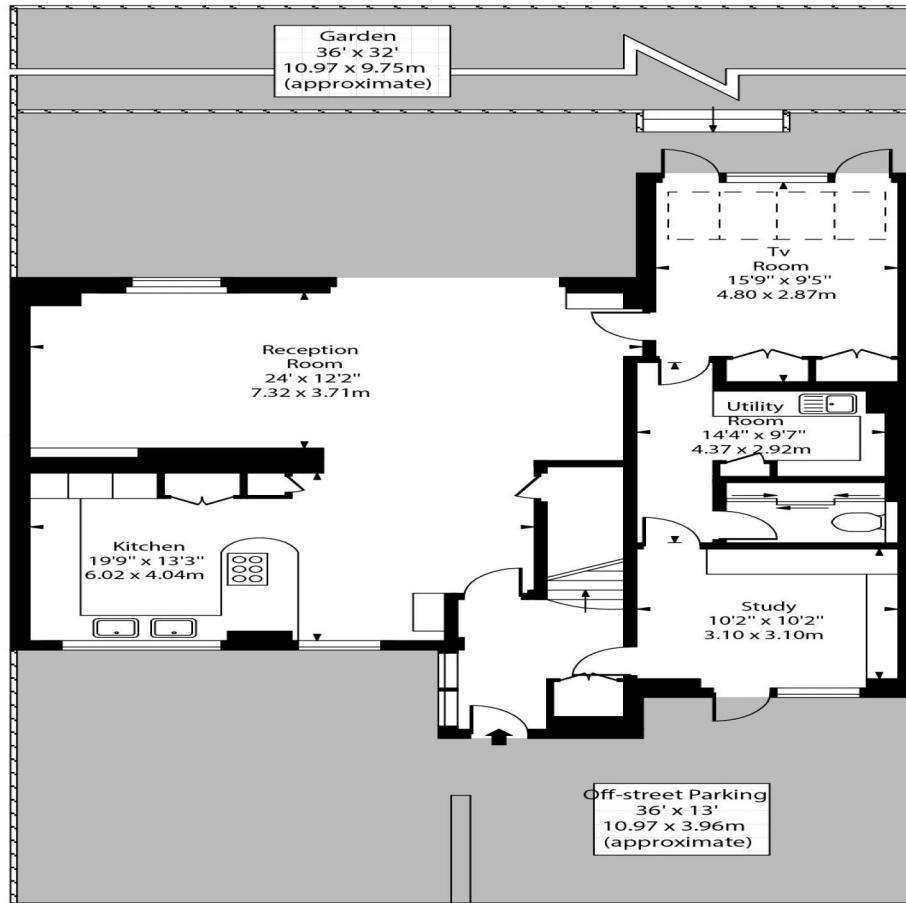 Garden
36' x 32'
10.97 x 9.75m
(approximate)
Tv
Room
15'9" x 9'5"
4.80 x 2.87m
Reception
Room
24' x 12'2"
7.32 x 3.71m
Utility
Room
14'4" x 9'7"
4.37 x 2.92m
Kitchen
19'9" x 13'3"
6.02 x 4.04m
Study
10'2" x 10'2"
3.10 x 3.10m
Off-street Parking
36' x 13'
10.97 x 3.96m
(approximate)